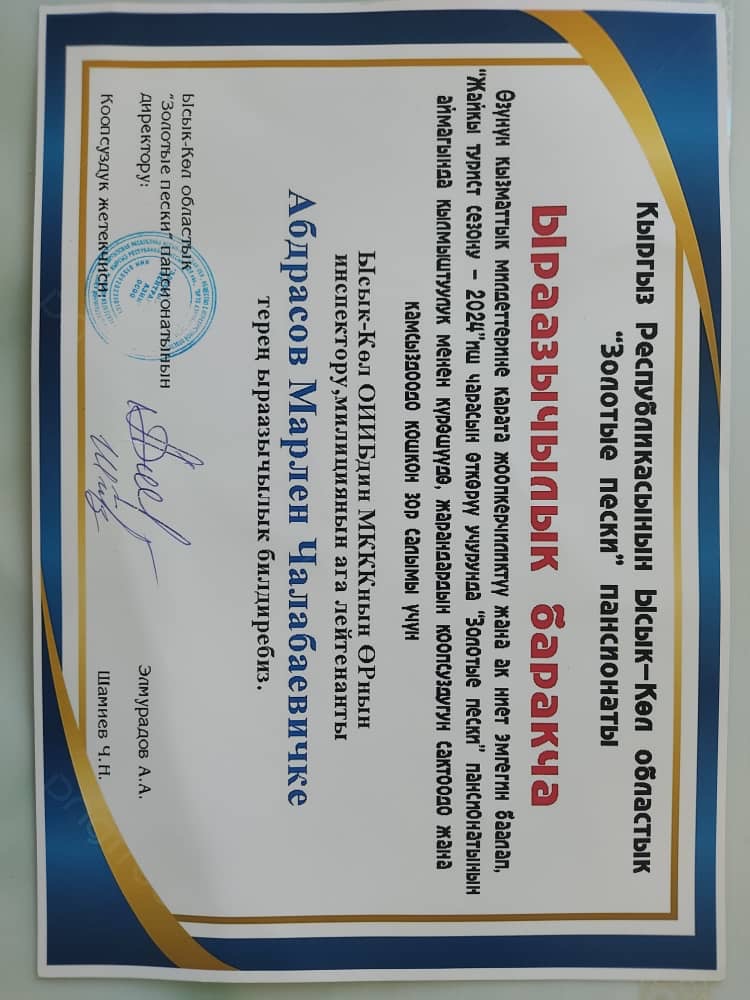 Кыргыз Республикасынын Ысык-Көл областык
"Золотые пески" пансионаты
Ыраазычылык баракча
Өзүнүн кызматтык милдеттерине карата жоопкерчиликтүү жана ак ниет эмгегин баалап,
"Жайкы турист сезону - 2024"иш чарасын өткөрүү учурунда "Золотые пески" пансионатынын
аймагында кылмыштуулук менен күрөшүүдө, жарандардын коопсуздугун сактоодо жана
камсыздоодо кошкон зор салымы үчүн
Ысык-Көл ОИИБдин МКККнын ӨРнын
инспектору,милициянын ага лейтенанты
Абдрасов Марлен Чалабаевичке
терең ыраазычылык билдиребиз.
Ысык-Көл областык
"Золотые пески" пансионатынын
директору:
Элмурадов А.А.
Коопсуздук жетекчиси:
Шамиев Ч.Н.